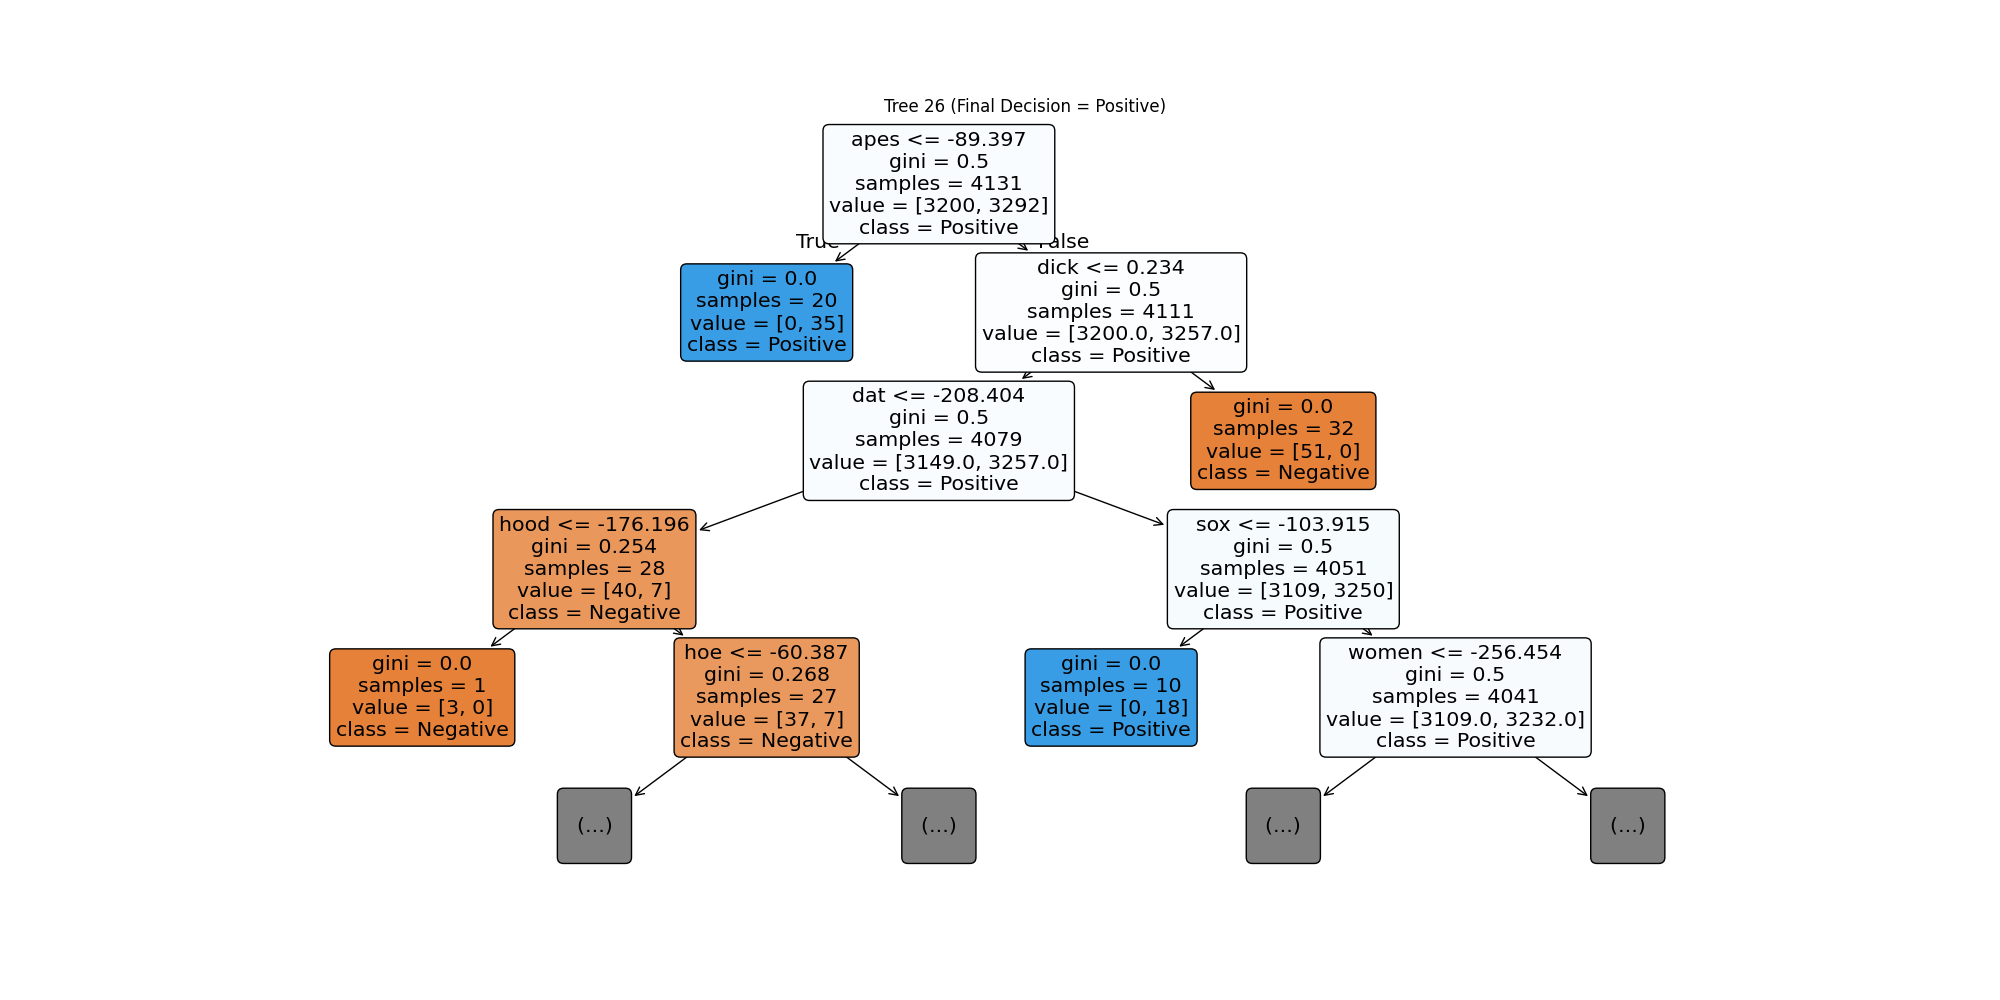 Tree 26 (Final Decision = Positive)
apes <= -89.397
gini = 0.5
samples = 4131
value = [3200, 3292]
class = Positive
True
False
gini = 0.0
samples = 20
value = [0, 35]
class = Positive
dick <= 0.234
gini = 0.5
samples = 4111
value = [3200.0, 3257.0]
class = Positive
dat <= -208.404
gini = 0.5
samples = 4079
value = [3149.0, 3257.0]
class = Positive
gini = 0.0
samples = 32
value = [51, 0]
class = Negative
hood <= -176.196
gini = 0.254
samples = 28
value = [40, 7]
class = Negative
sox <= -103.915
gini = 0.5
samples = 4051
value = [3109, 3250]
class = Positive
gini = 0.0
samples = 1
value = [3, 0]
class = Negative
hoe <= -60.387
gini = 0.268
samples = 27
value = [37, 7]
class = Negative
gini = 0.0
samples = 10
value = [0, 18]
class = Positive
women <= -256.454
gini = 0.5
samples = 4041
value = [3109.0, 3232.0]
class = Positive
(...)
(...)
(...)
(...)